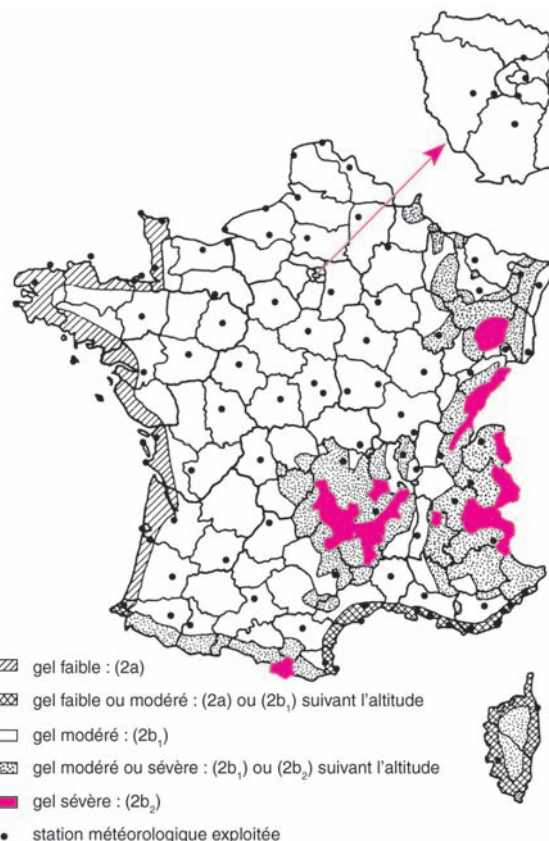 gel faible : (2a)
gel faible ou modéré : (2a) ou (2b₁) suivant l'altitude
gel modéré : (2b₁)
gel modéré ou sévère : (2b₁) ou (2b₂) suivant l'altitude
gel sévère : (2b₂)
station météorologique exploitée